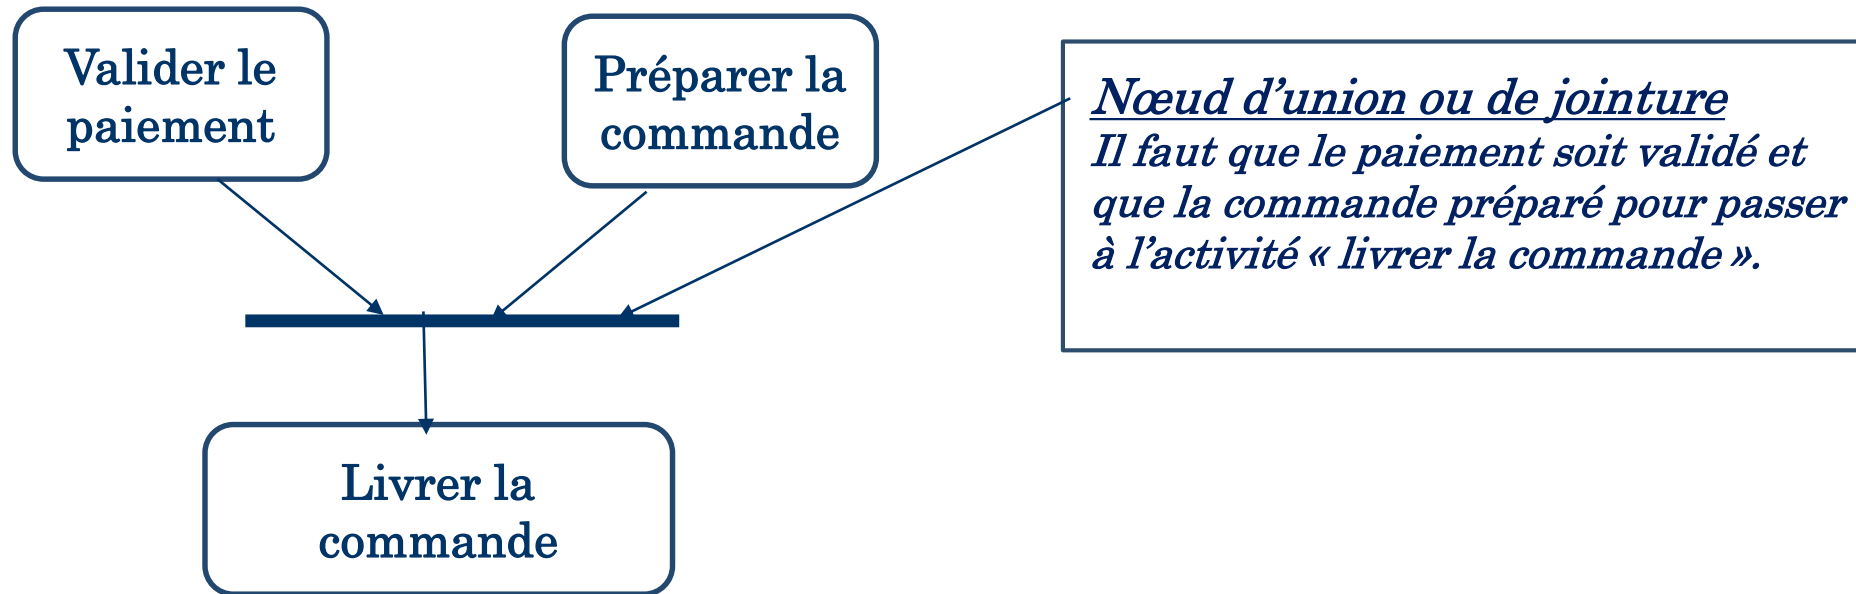 Valider le
paiement
Préparer la
commande
Nœud d’union ou de jointure
Il faut que le paiement soit validé et
que la commande préparé pour passer
à l’activité « livrer la commande ».
Livrer la
commande